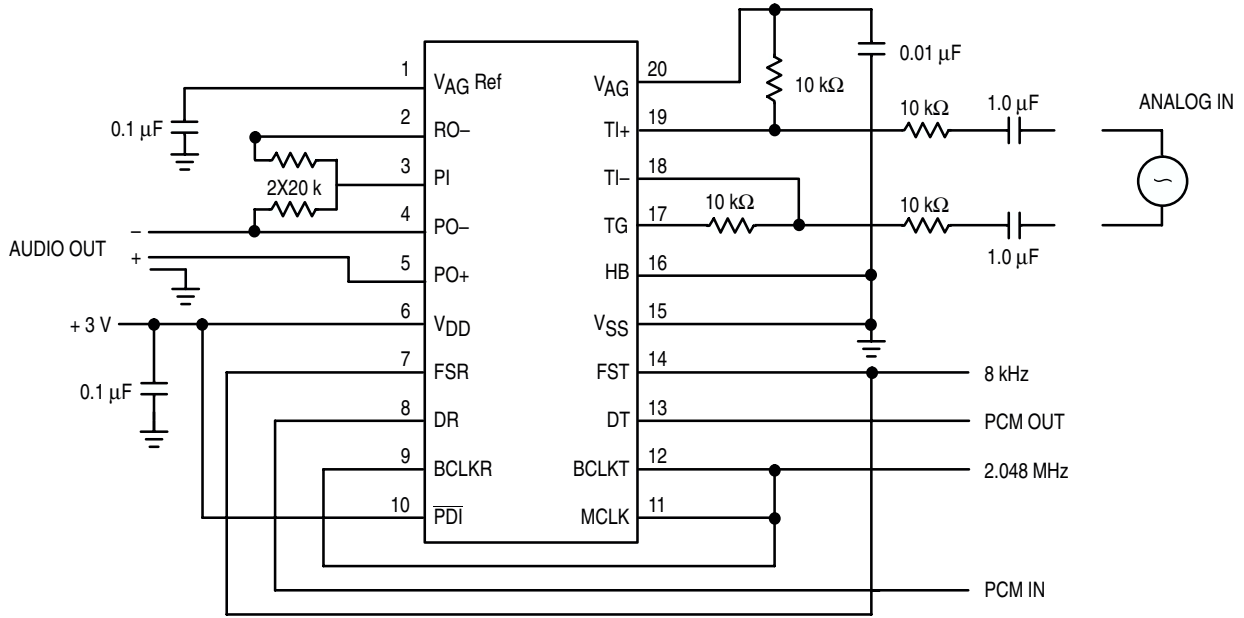 0.1 μF
1
VAG Ref
2
RO–
3
PI
2X20 k
4
PO–
AUDIO OUT
–
+
5
PO+
+ 3 V
6
VDD
0.1 μF
7
FSR
8
DR
9
BCLKR
10
PDI
20
VAG
10 kΩ
0.01 μF
19
TI+
10 kΩ
1.0 μF
ANALOG IN
18
TI–
17
TG
10 kΩ
10 kΩ
1.0 μF
16
HB
15
VSS
14
FST
8 kHz
13
DT
PCM OUT
12
BCLKT
2.048 MHz
11
MCLK
PCM IN